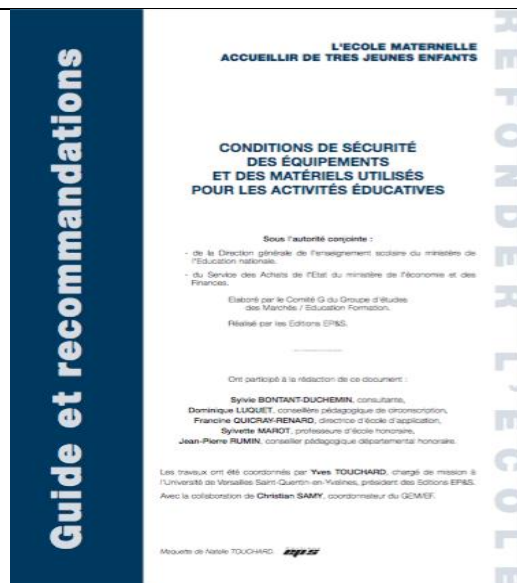 Guide et recommandations
L'ECOLE MATERNELLE
ACCUEILLIR DE TRES JEUNES ENFANTS
CONDITIONS DE SÉCURITÉ
DES ÉQUIPEMENTS
ET DES MATÉRIELS UTILISÉS
POUR LES ACTIVITÉS ÉDUCATIVES
Sous l'autorité conjointe :
- de la Direction générale de l'enseignement scolaire du ministère de
l'Education nationale.
- du Service des Achats de l'Etat du ministère de l'économie et des
Finances.
Elaboré par le Comité G du Groupe d'études
des Marchés / Education Formation.
Réalisé par les Editions EP&S.
Ont participé à la rédaction de ce document :
Sylvie BONTANT-DUCHEMIN, consultante,
Dominique LUQUET, conseillère pédagogique de circonscription,
Francine QUICRAY-RENARD, directrice d'école d'application,
Sylvette MAROT, professeure d'école honoraire,
Jean-Pierre RUMIN, conseiller pédagogique départemental honoraire.
Les travaux ont été coordonnés par Yves TOUCHARD, chargé de mission à
l'Université de Versailles Saint-Quentin-en-Yvelines, président des Editions EP&S.
Avec la collaboration de Christian SAMY, coordonnateur du GEM/EF.
Maquette de Natalie TOUCHARD. eps
REFONDER L'ECOLE